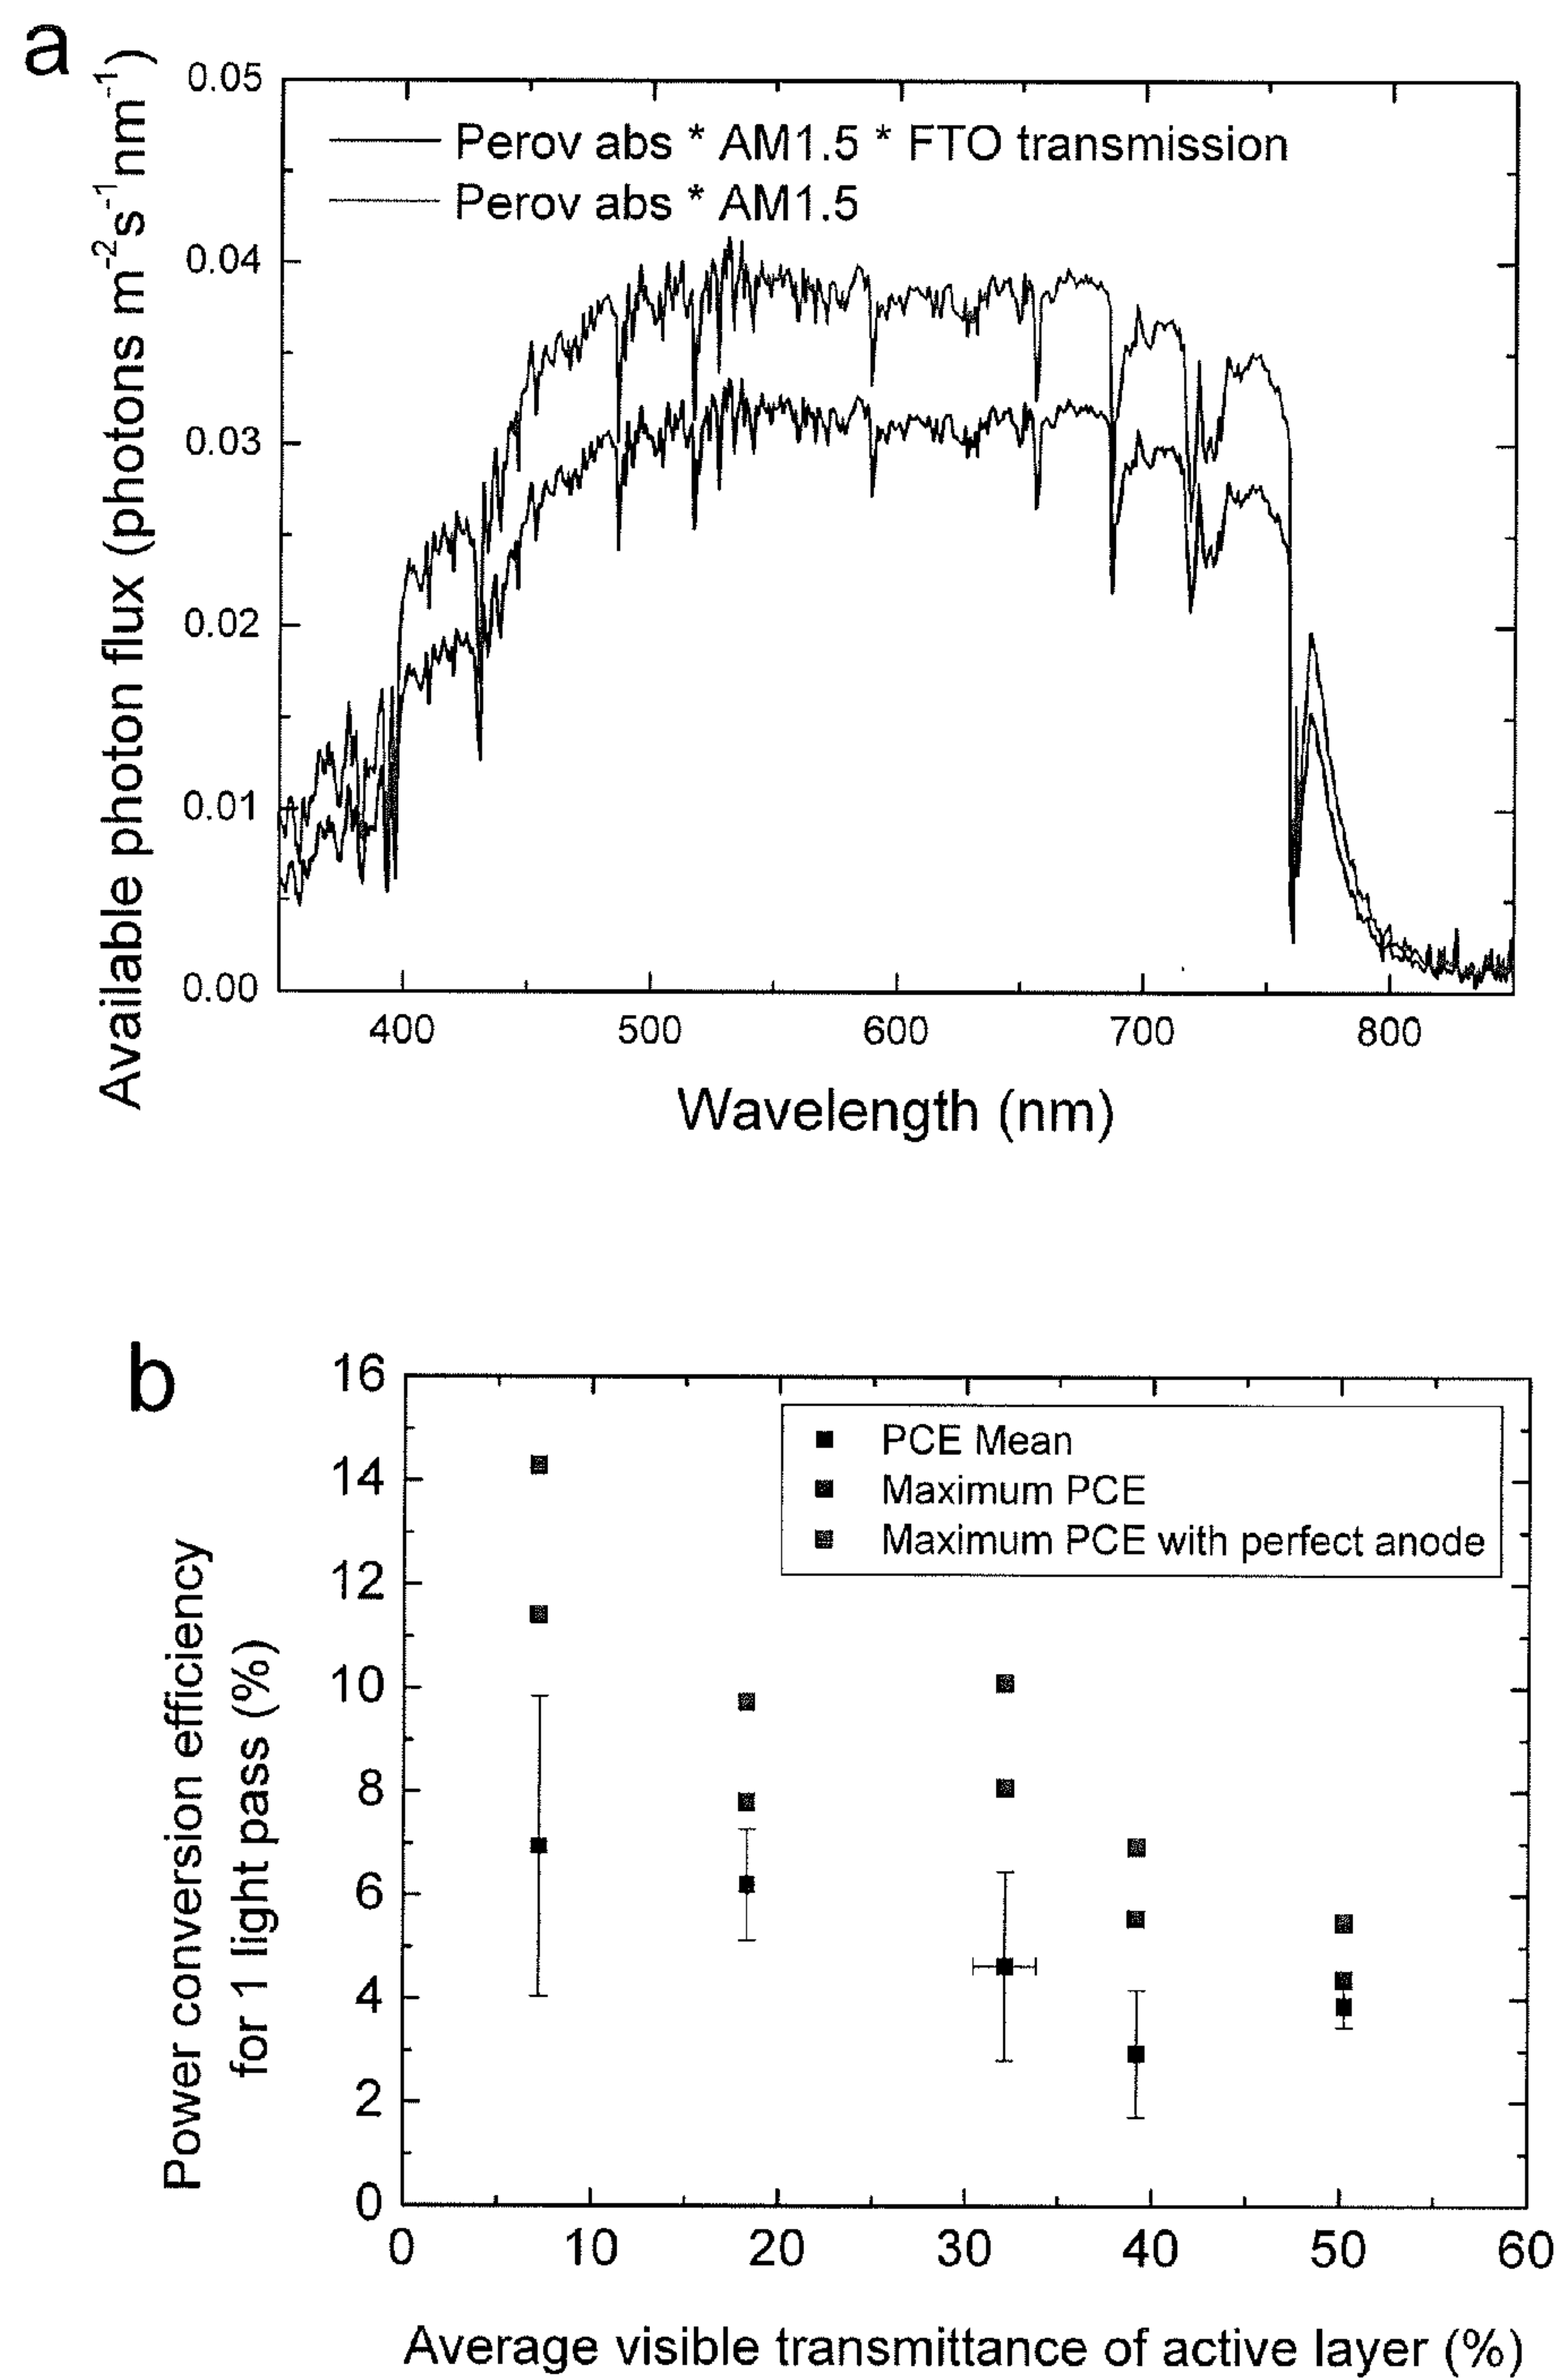 a
Available photon flux (photons m⁻²s⁻¹nm⁻¹)
0.05
0.04
0.03
0.02
0.01
0.00
Perov abs * AM1.5 * FTO transmission
Perov abs * AM1.5
400 500 600 700 800
Wavelength (nm)
b
Power conversion efficiency
for 1 light pass (%)
16
14
12
10
8
6
4
2
0
PCE Mean
Maximum PCE
Maximum PCE with perfect anode
0 10 20 30 40 50 60
Average visible transmittance of active layer (%)